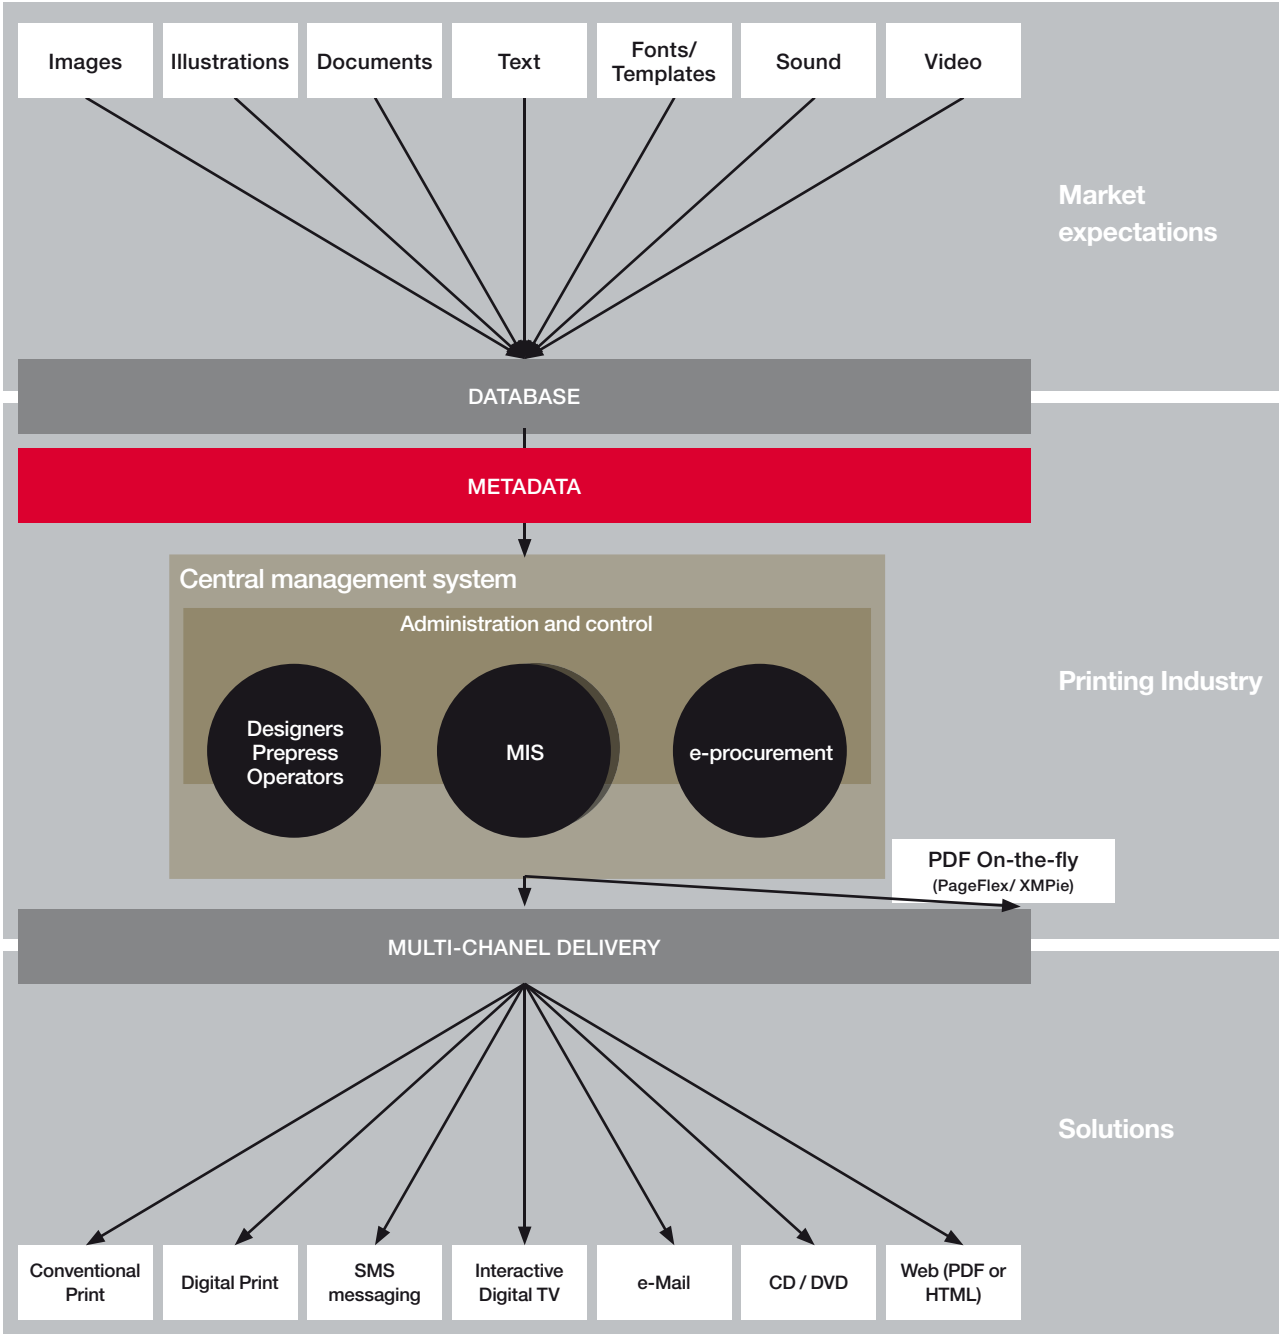 Images
Illustrations
Documents
Text
Fonts/
Templates
Sound
Video
Market
expectations
DATABASE
METADATA
Central management system
Administration and control
Designers
Prepress
Operators
MIS
e-procurement
Printing Industry
PDF On-the-fly
(PageFlex/ XMPie)
MULTI-CHANEL DELIVERY
Solutions
Conventional
Print
Digital Print
SMS
messaging
Interactive
Digital TV
e-Mail
CD / DVD
Web (PDF or
HTML)